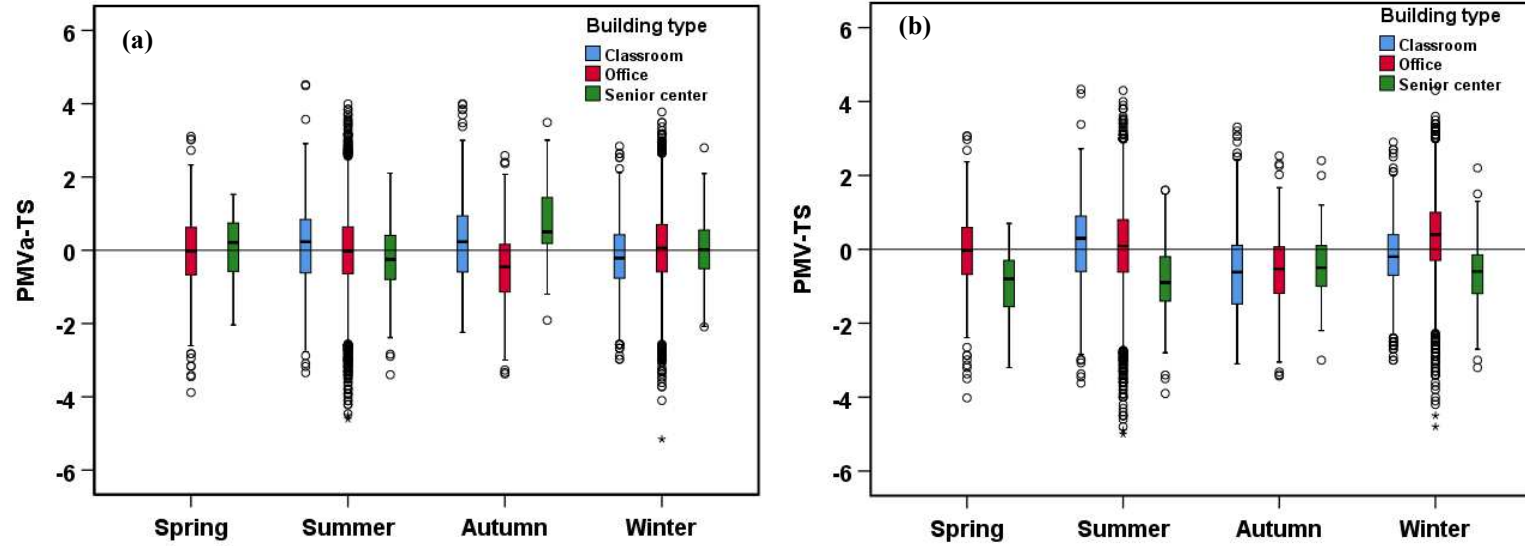 (a)
Building type
Classroom
Office
Senior center
PMVa-TS
6
4
2
0
-2
-4
-6
Spring
Summer
Autumn
Winter
(b)
Building type
Classroom
Office
Senior center
PMV-TS
6
4
2
0
-2
-4
-6
Spring
Summer
Autumn
Winter